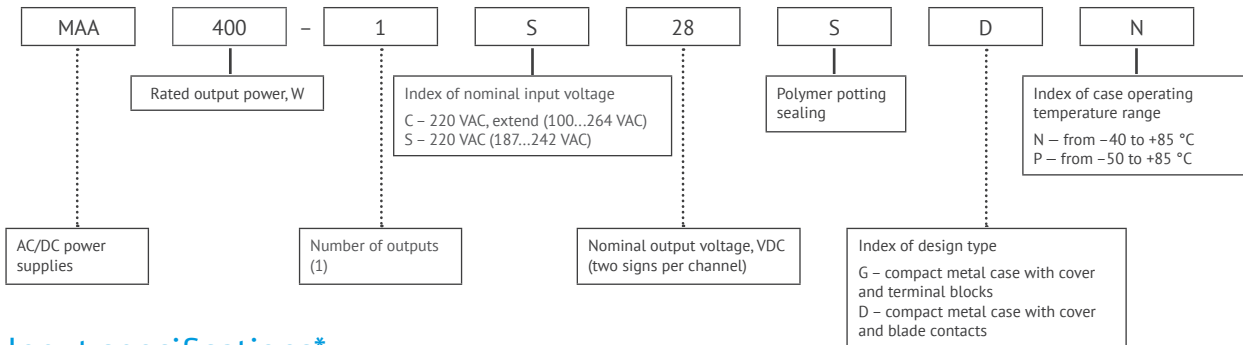 MAA 400 – 1 S 28 S D N
Rated output power, W
Index of nominal input voltage
C – 220 VAC, extend (100...264 VAC)
S – 220 VAC (187...242 VAC)
Polymer potting
sealing
Index of case operating
temperature range
N — from –40 to +85 °C
P — from –50 to +85 °C
AC/DC power
supplies
Number of outputs
(1)
Nominal output voltage, VDC
(two signs per channel)
Index of design type
G – compact metal case with cover
and terminal blocks
D – compact metal case with cover
and blade contacts